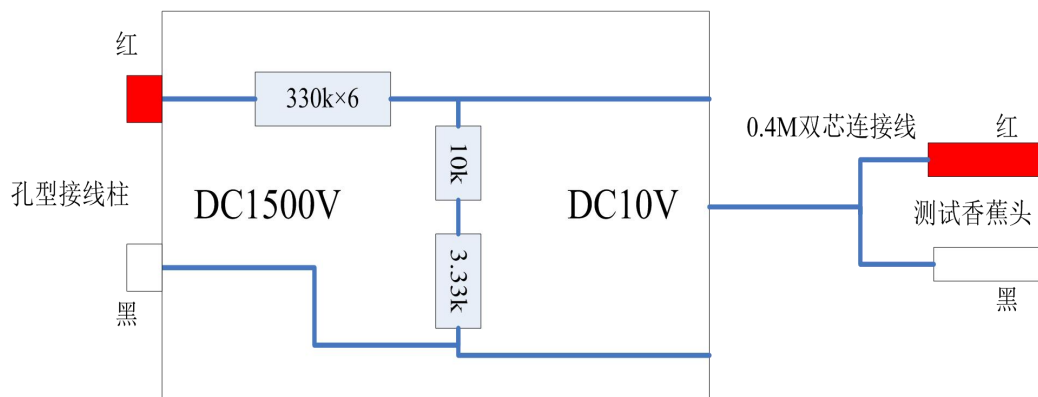 红
330k×6
10k
3.33k
DC1500V
DC10V
孔型接线柱
黑
0.4M双芯连接线
红
测试香蕉头
黑